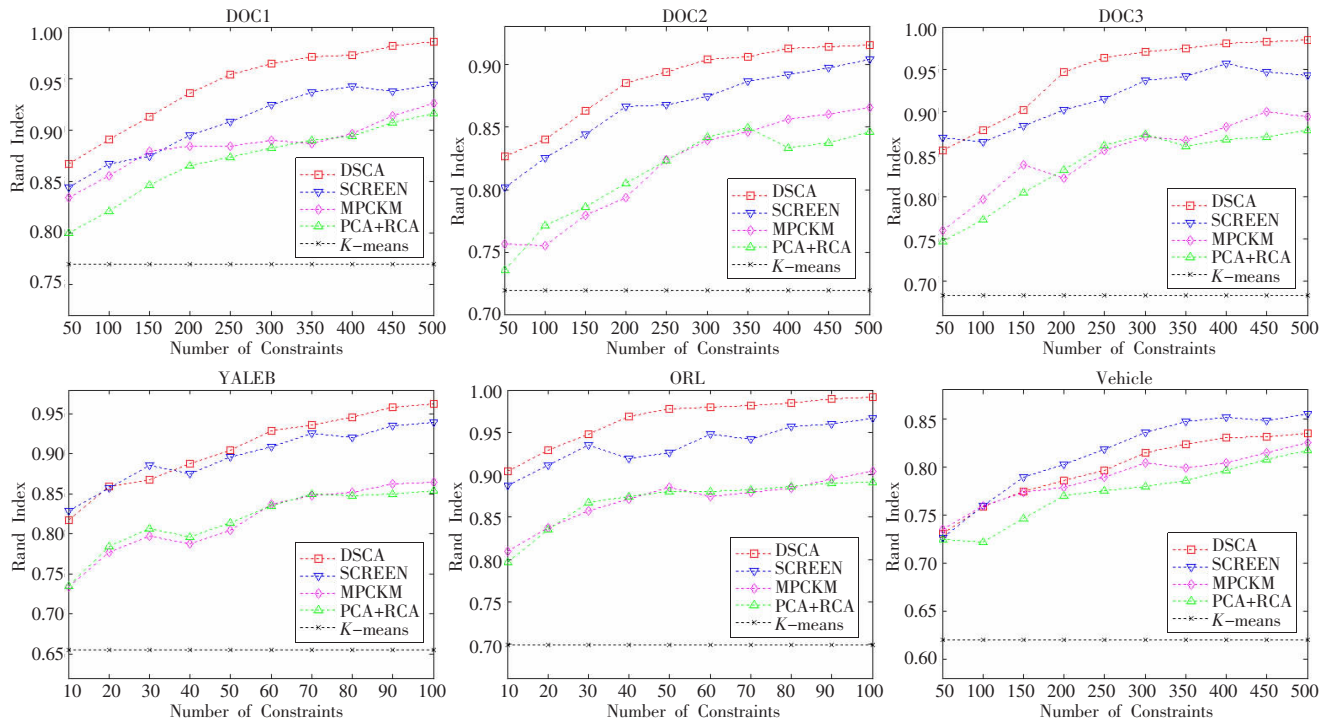 DOC1
Rand Index
1.00
0.95
0.90
0.85
0.80
0.75
DSCA
SCREEN
MPCKM
PCA+RCA
K-means
50 100 150 200 250 300 350 400 450 500
Number of Constraints
DOC2
Rand Index
0.90
0.85
0.80
0.75
0.70
DSCA
SCREEN
MPCKM
PCA+RCA
K-means
50 100 150 200 250 300 350 400 450 500
Number of Constraints
DOC3
Rand Index
1.00
0.95
0.90
0.85
0.80
0.75
0.70
DSCA
SCREEN
MPCKM
PCA+RCA
K-means
50 100 150 200 250 300 350 400 450 500
Number of Constraints
YALEB
Rand Index
0.95
0.90
0.85
0.80
0.75
0.70
0.65
DSCA
SCREEN
MPCKM
PCA+RCA
K-means
10 20 30 40 50 60 70 80 90 100
Number of Constraints
ORL
Rand Index
1.00
0.95
0.90
0.85
0.80
0.75
0.70
DSCA
SCREEN
MPCKM
PCA+RCA
K-means
10 20 30 40 50 60 70 80 90 100
Number of Constraints
Vehicle
Rand Index
0.85
0.80
0.75
0.70
0.65
0.60
DSCA
SCREEN
MPCKM
PCA+RCA
K-means
50 100 150 200 250 300 350 400 450 500
Number of Constraints